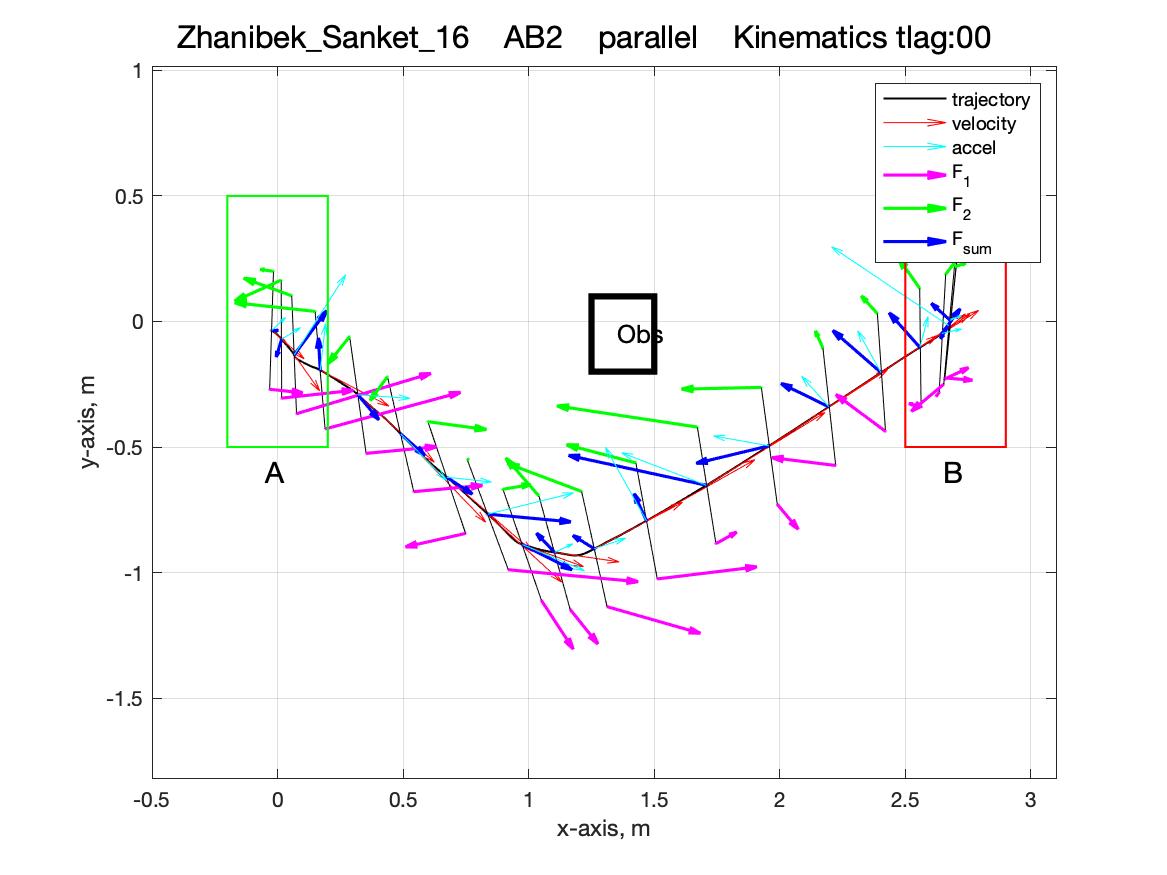 Zhanibek_Sanket_16 AB2 parallel Kinematics tlag:00
trajectory
velocity
accel
F1
F2
Fsum
1
0.5
0
-0.5
-1
-1.5
y-axis, m
Obs
A
B
-0.5 0 0.5 1 1.5 2 2.5 3
x-axis, m